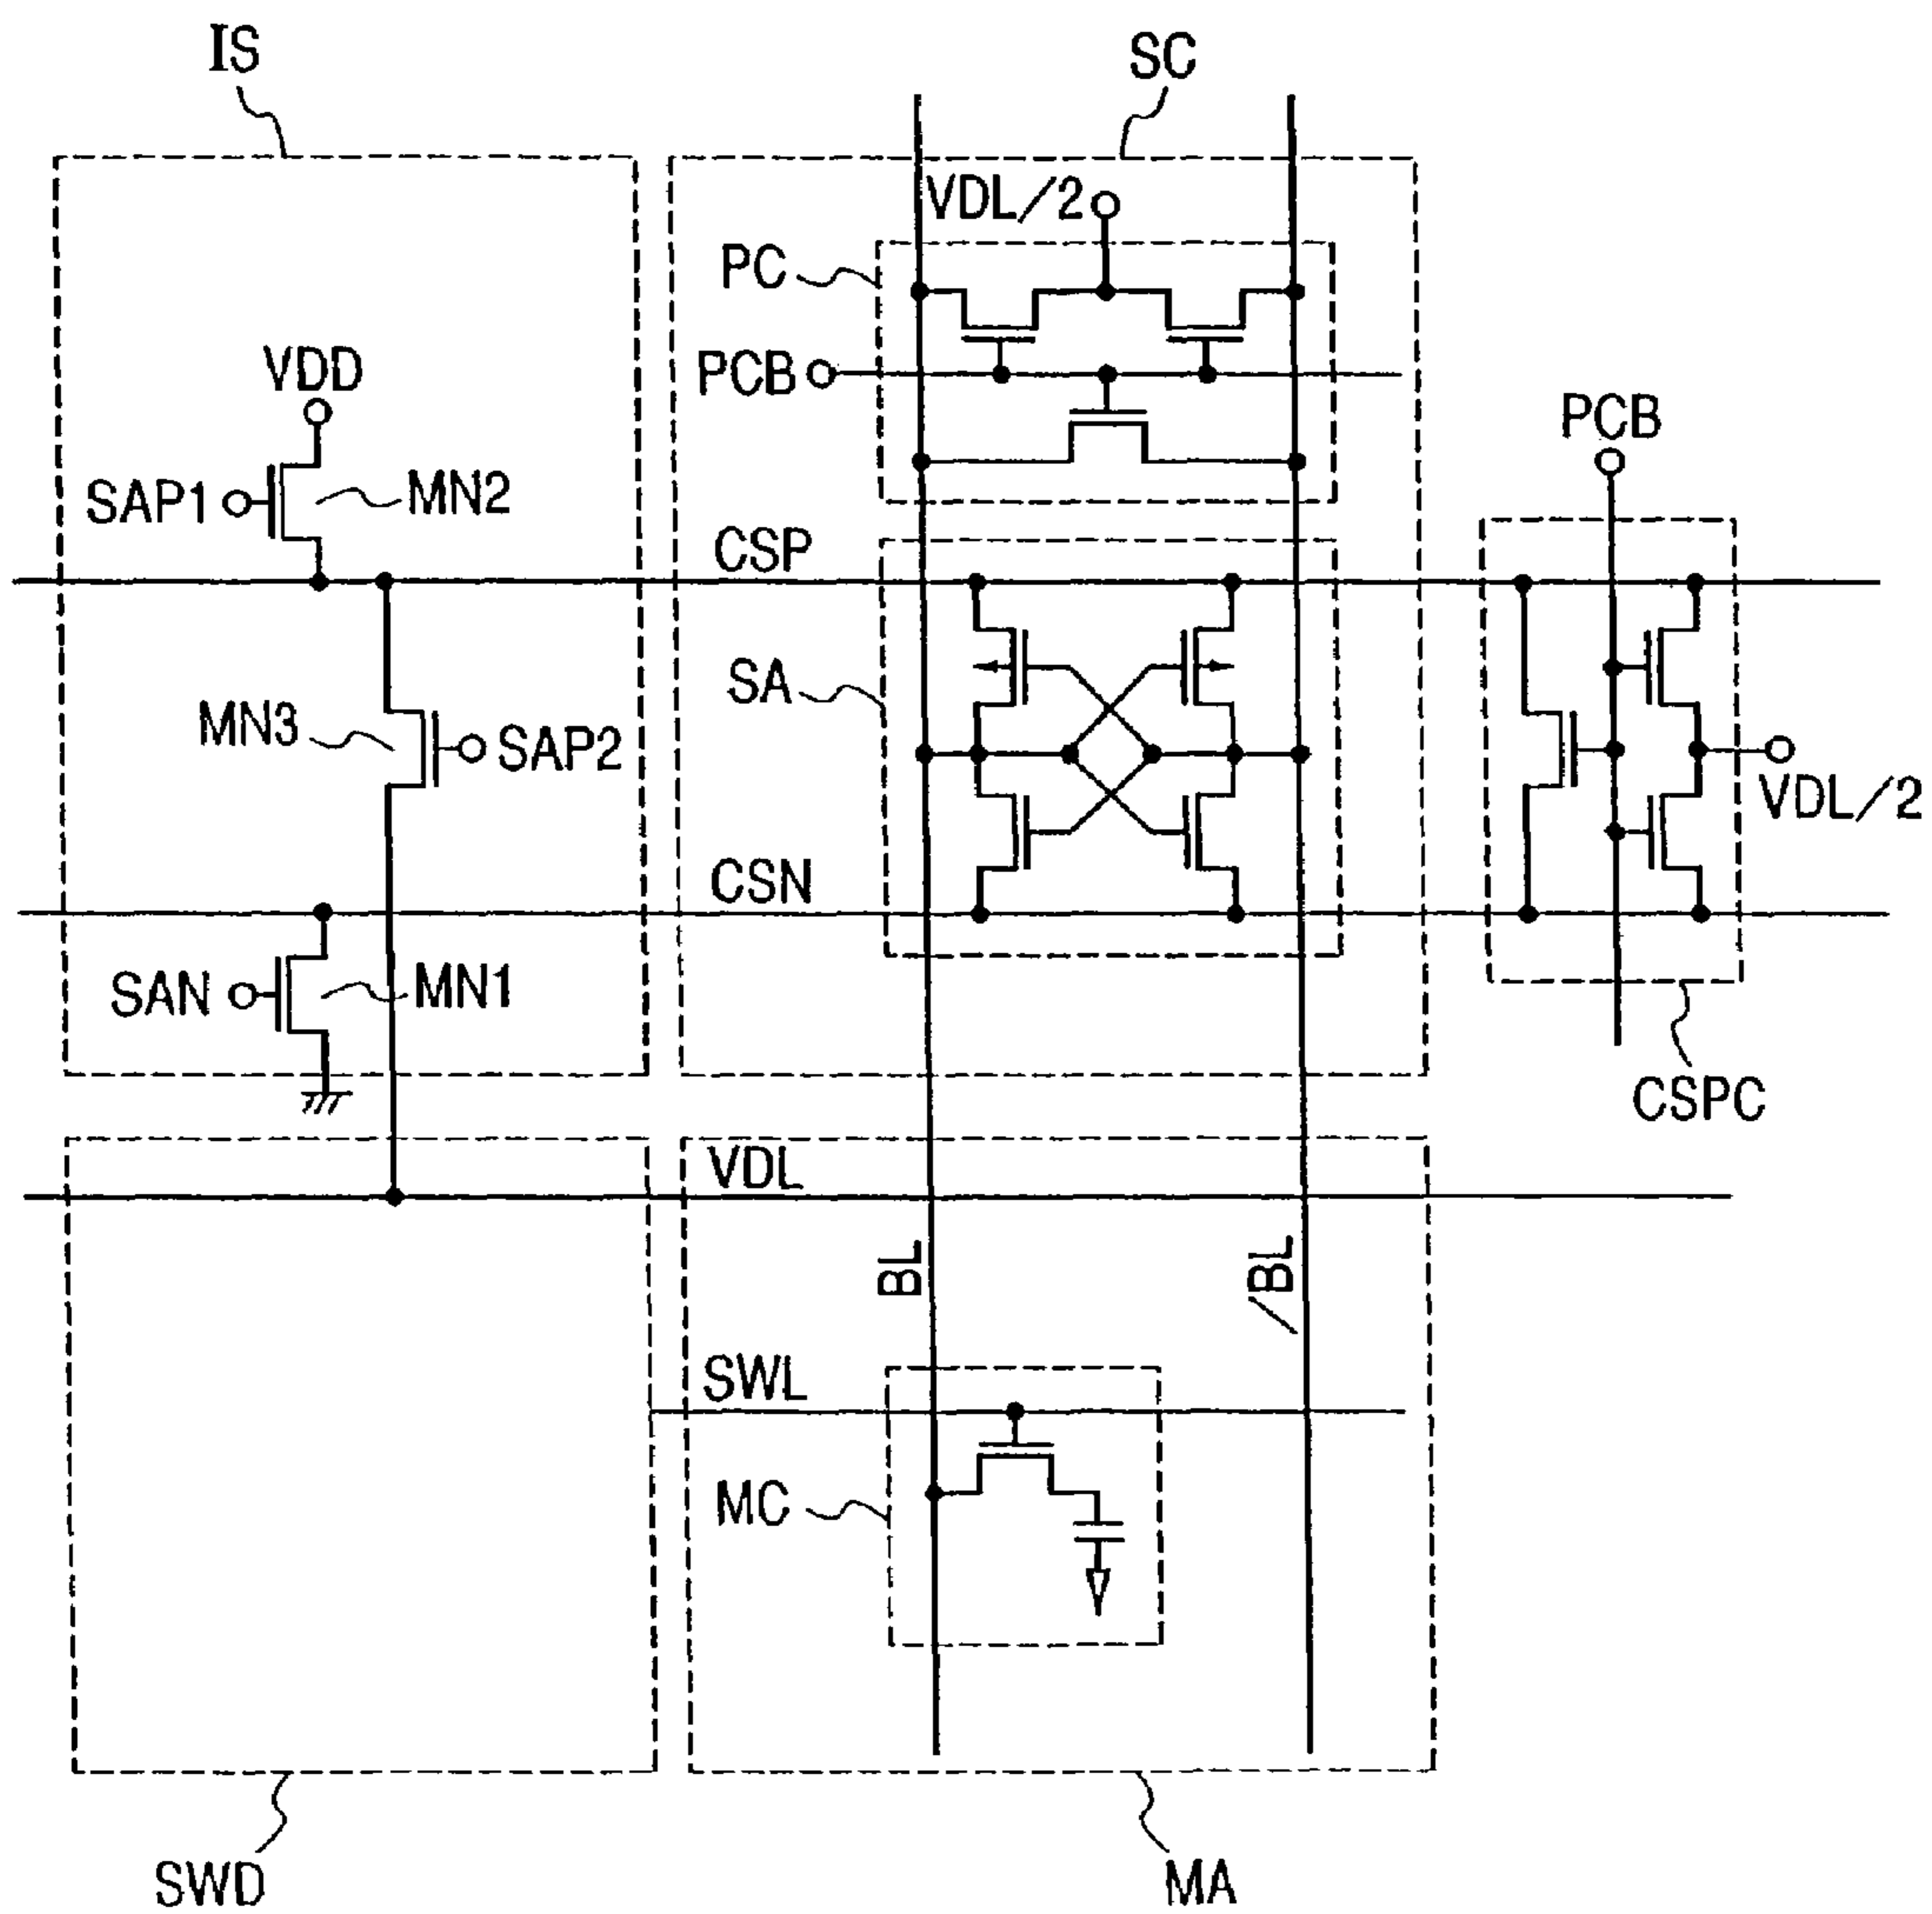 IS
SC
VDL/2
PC
PCB
VDD
PCB
SAP1
MN2
CSP
SA
MN3
SAP2
VDL/2
CSN
SAN
MN1
CSPC
VDL
BL
/BL
SWL
MC
SWD
MA